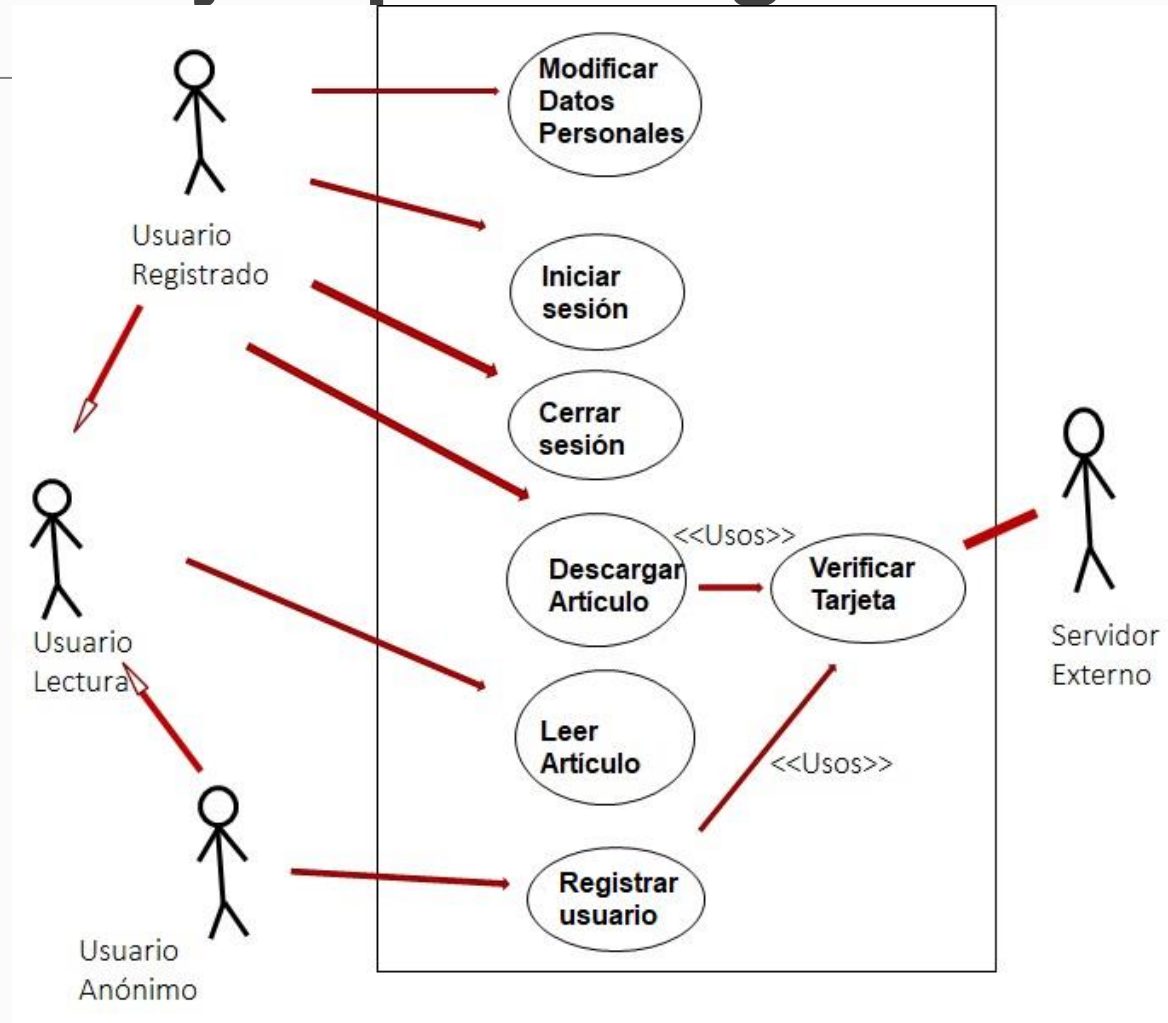 Modificar
Datos
Personales
Usuario
Registrado
Iniciar
sesión
Cerrar
sesión
<<Usos>>
Descargar
Artículo
Verificar
Tarjeta
Usuario
Lectura
Servidor
Externo
Leer
Artículo
<<Usos>>
Registrar
usuario
Usuario
Anónimo